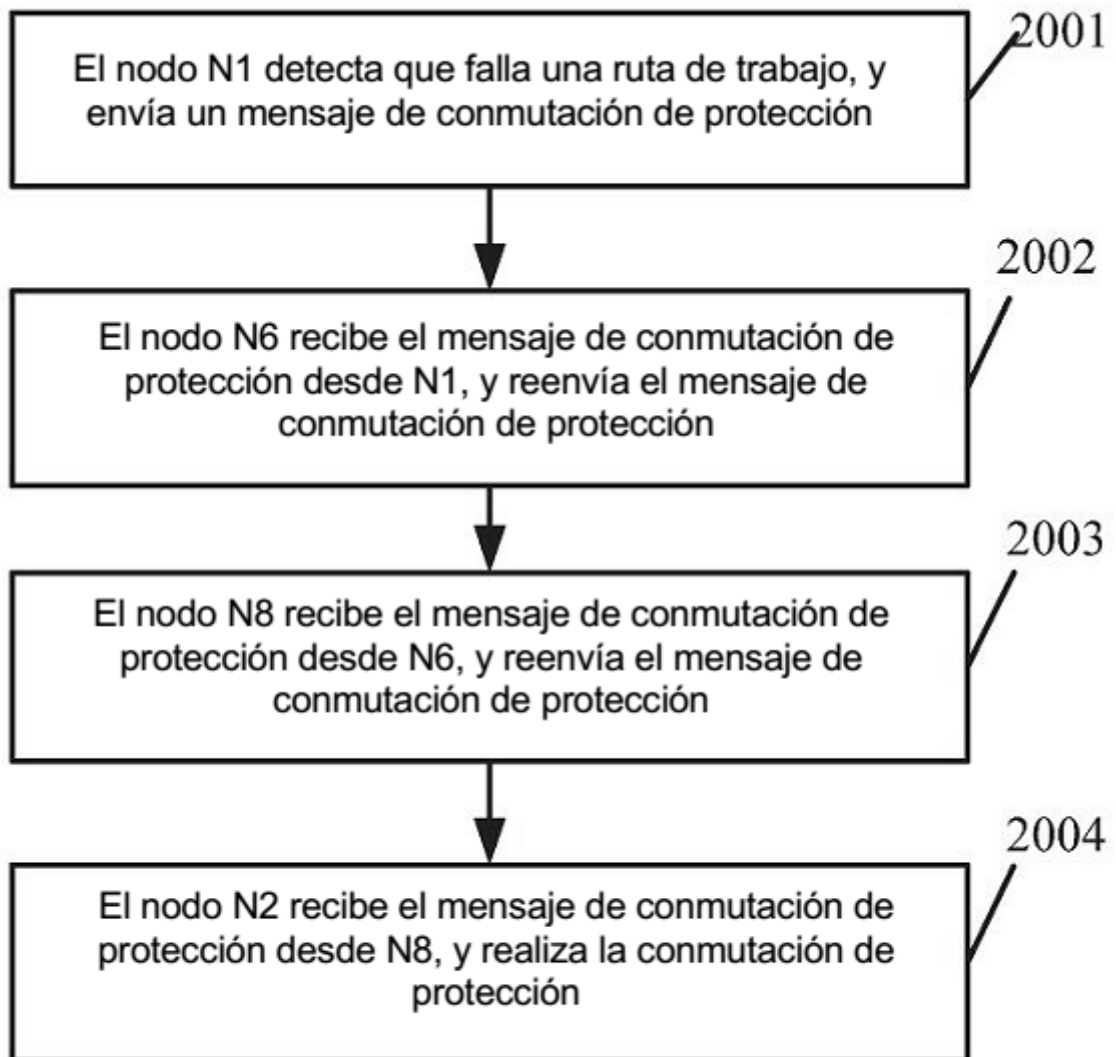 2001
El nodo N1 detecta que falla una ruta de trabajo, y
envía un mensaje de conmutación de protección
2002
El nodo N6 recibe el mensaje de conmutación de
protección desde N1, y reenvía el mensaje de
conmutación de protección
2003
El nodo N8 recibe el mensaje de conmutación de
protección desde N6, y reenvía el mensaje de
conmutación de protección
2004
El nodo N2 recibe el mensaje de conmutación de
protección desde N8, y realiza la conmutación de
protección